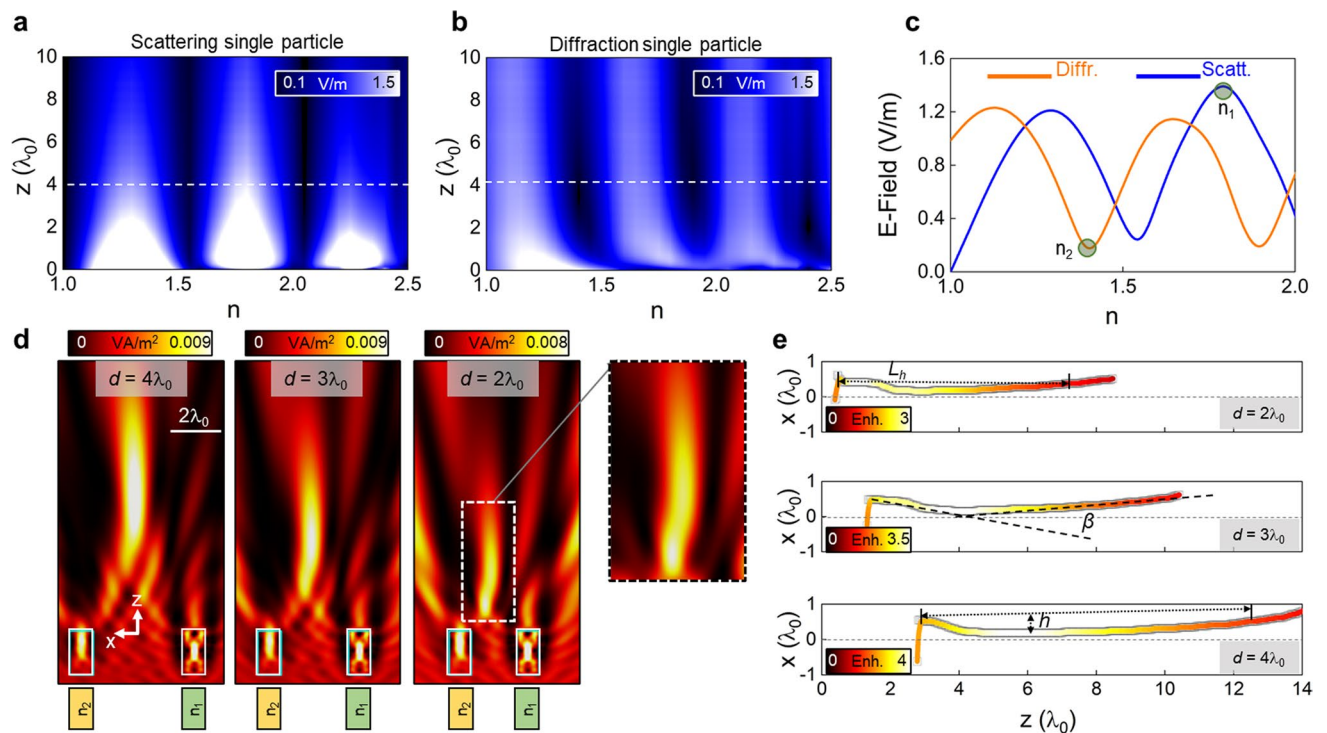 a
Scattering single particle
10
8
6
4
2
0
z (λ0)
0.1 V/m 1.5
1.0 1.5 2.0 2.5
n
b
Diffraction single particle
10
8
6
4
2
0
z (λ0)
0.1 V/m 1.5
1.0 1.5 2.0 2.5
n
c
1.6
1.2
0.8
0.4
0.0
E-Field (V/m)
Diffr. Scatt.
n1
n2
1.0 1.5 2.0
n
d
0 VA/m² 0.009
d = 4λ0
2λ0
z
x
n2 n1
0 VA/m² 0.009
d = 3λ0
n2 n1
0 VA/m² 0.008
d = 2λ0
n2 n1
e
1
0
-1
x (λ0)
Lh
0 Enh. 3
d = 2λ0
1
0
-1
x (λ0)
β
0 Enh. 3.5
d = 3λ0
1
0
-1
x (λ0)
h
0 Enh. 4
d = 4λ0
0 2 4 6 8 10 12 14
z (λ0)